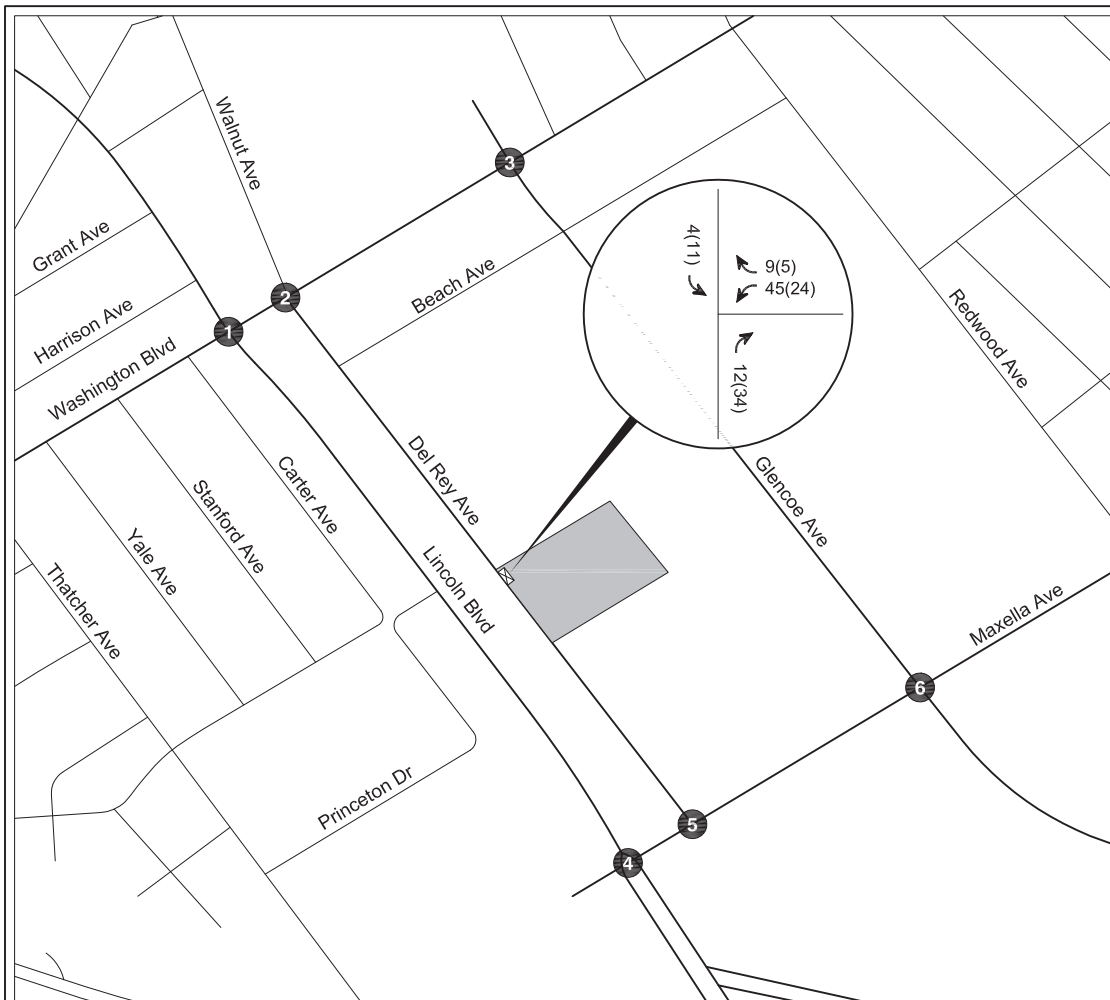 Walnut Ave
3
4(11)
9(5)
45(24)
12(34)
Grant Ave
Harrison Ave
Washington Blvd
1
2
Beach Ave
Redwood Ave
Del Rey Ave
Carter Ave
Stanford Ave
Yale Ave
Thatcher Ave
Lincoln Blvd
Glencoe Ave
Maxella Ave
6
Princeton Dr
5
4